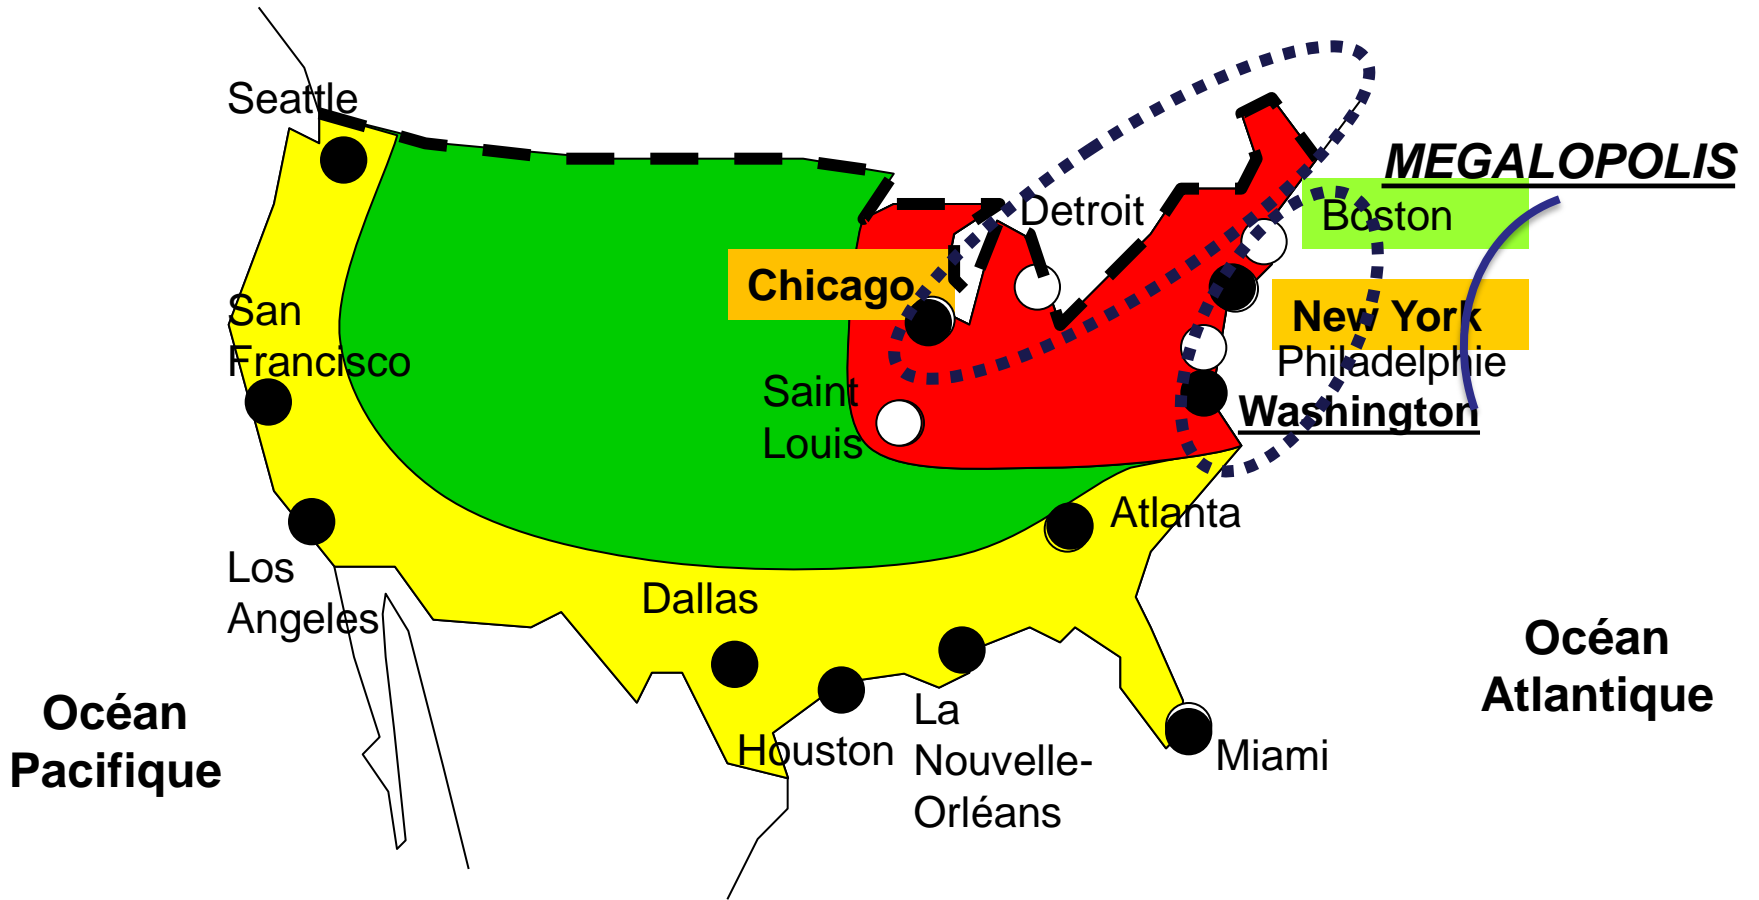 Seattle
MEGALOPOLIS
Detroit
Boston
Chicago
San
Francisco
New York
Philadelphie
Saint
Louis
Washington
Atlanta
Los
Angeles
Dallas
Océan
Atlantique
Océan
Pacifique
La
Nouvelle-
Orléans
Houston
Miami